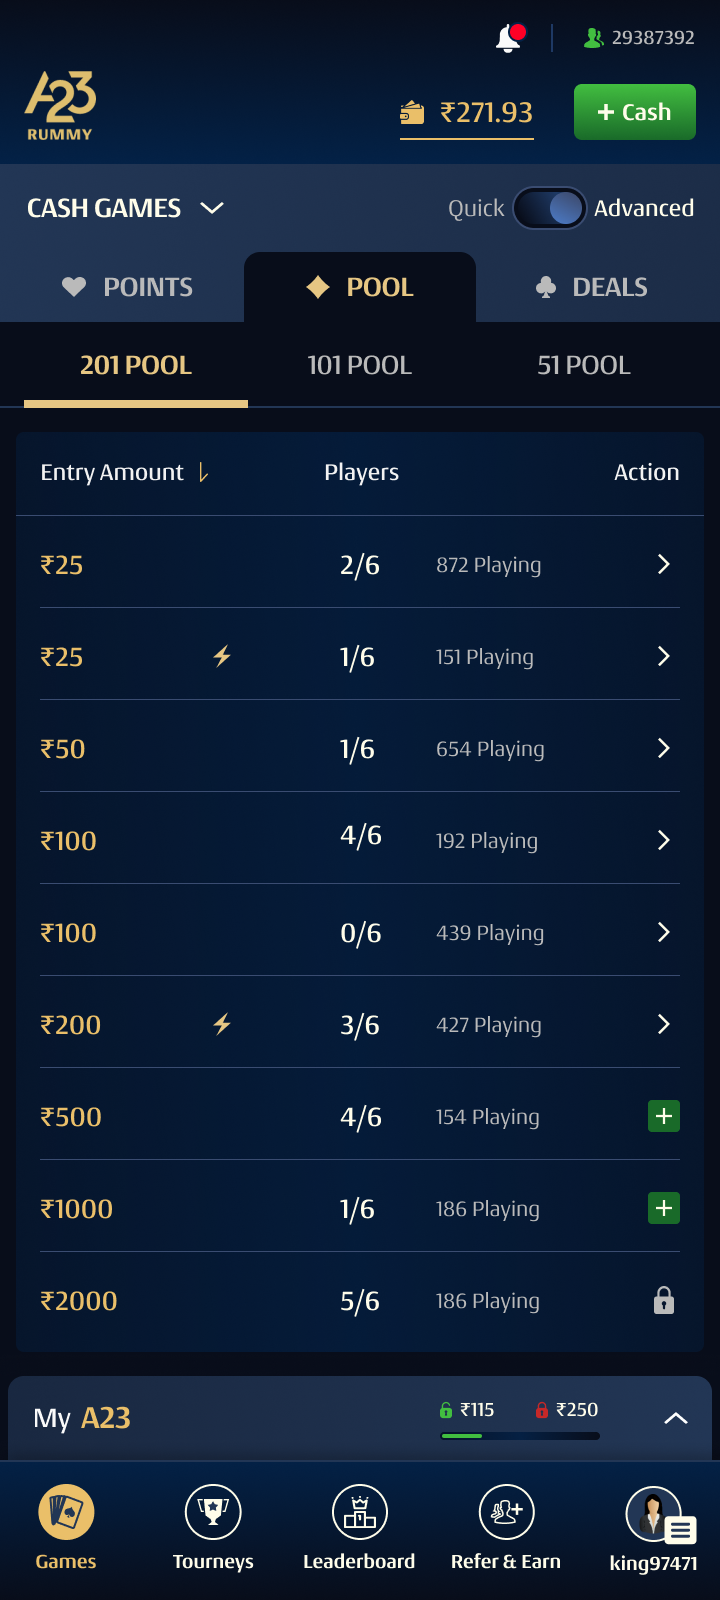 29387392
A23
RUMMY
₹271.93
+ Cash
CASH GAMES
Quick Advanced
POINTS POOL DEALS
201 POOL 101 POOL 51 POOL
Entry Amount Players Action
₹25 2/6 872 Playing
₹25 1/6 151 Playing
₹50 1/6 654 Playing
₹100 4/6 192 Playing
₹100 0/6 439 Playing
₹200 3/6 427 Playing
₹500 4/6 154 Playing
₹1000 1/6 186 Playing
₹2000 5/6 186 Playing
My A23 ₹115 ₹250
Games Tourneys Leaderboard Refer & Earn king97471